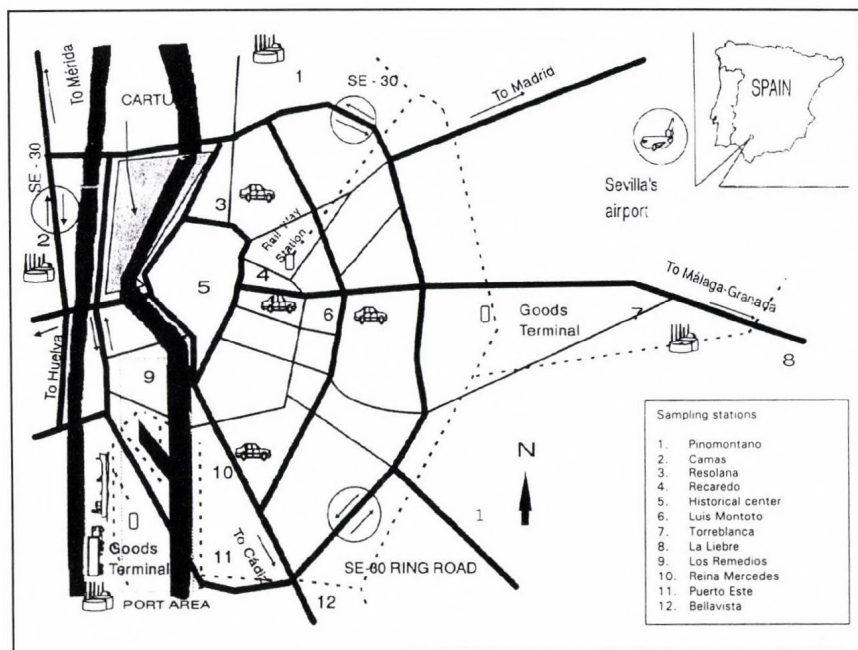 To Mérida
CARTU
1
SE - 30
To Madrid
SPAIN
Sevilla's
airport
SE - 30
2
3
Railway
Station
4
5
6
To Málaga-Granada
Goods
Terminal
7
8
To Huelva
9
10
N
1
Goods
Terminal
11
To Cádiz
SE-30 RING ROAD
PORT AREA
12
Sampling stations
1. Pinomontano
2. Camas
3. Resolana
4. Recaredo
5. Historical center
6. Luis Montoto
7. Torreblanca
8. La Liebre
9. Los Remedios
10. Reina Mercedes
11. Puerto Este
12. Bellavista